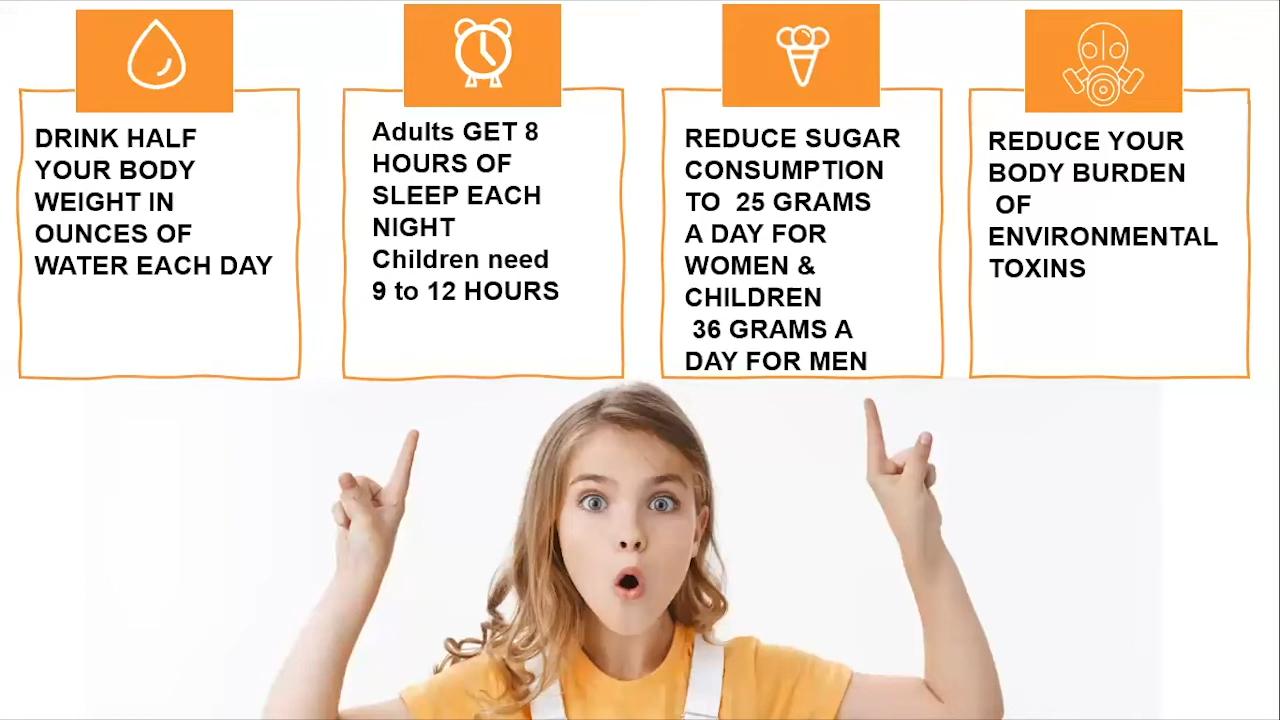 DRINK HALF
YOUR BODY
WEIGHT IN
OUNCES OF
WATER EACH DAY
Adults GET 8
HOURS OF
SLEEP EACH
NIGHT
Children need
9 to 12 HOURS
REDUCE SUGAR
CONSUMPTION
TO 25 GRAMS
A DAY FOR
WOMEN &
CHILDREN
36 GRAMS A
DAY FOR MEN
REDUCE YOUR
BODY BURDEN
OF
ENVIRONMENTAL
TOXINS